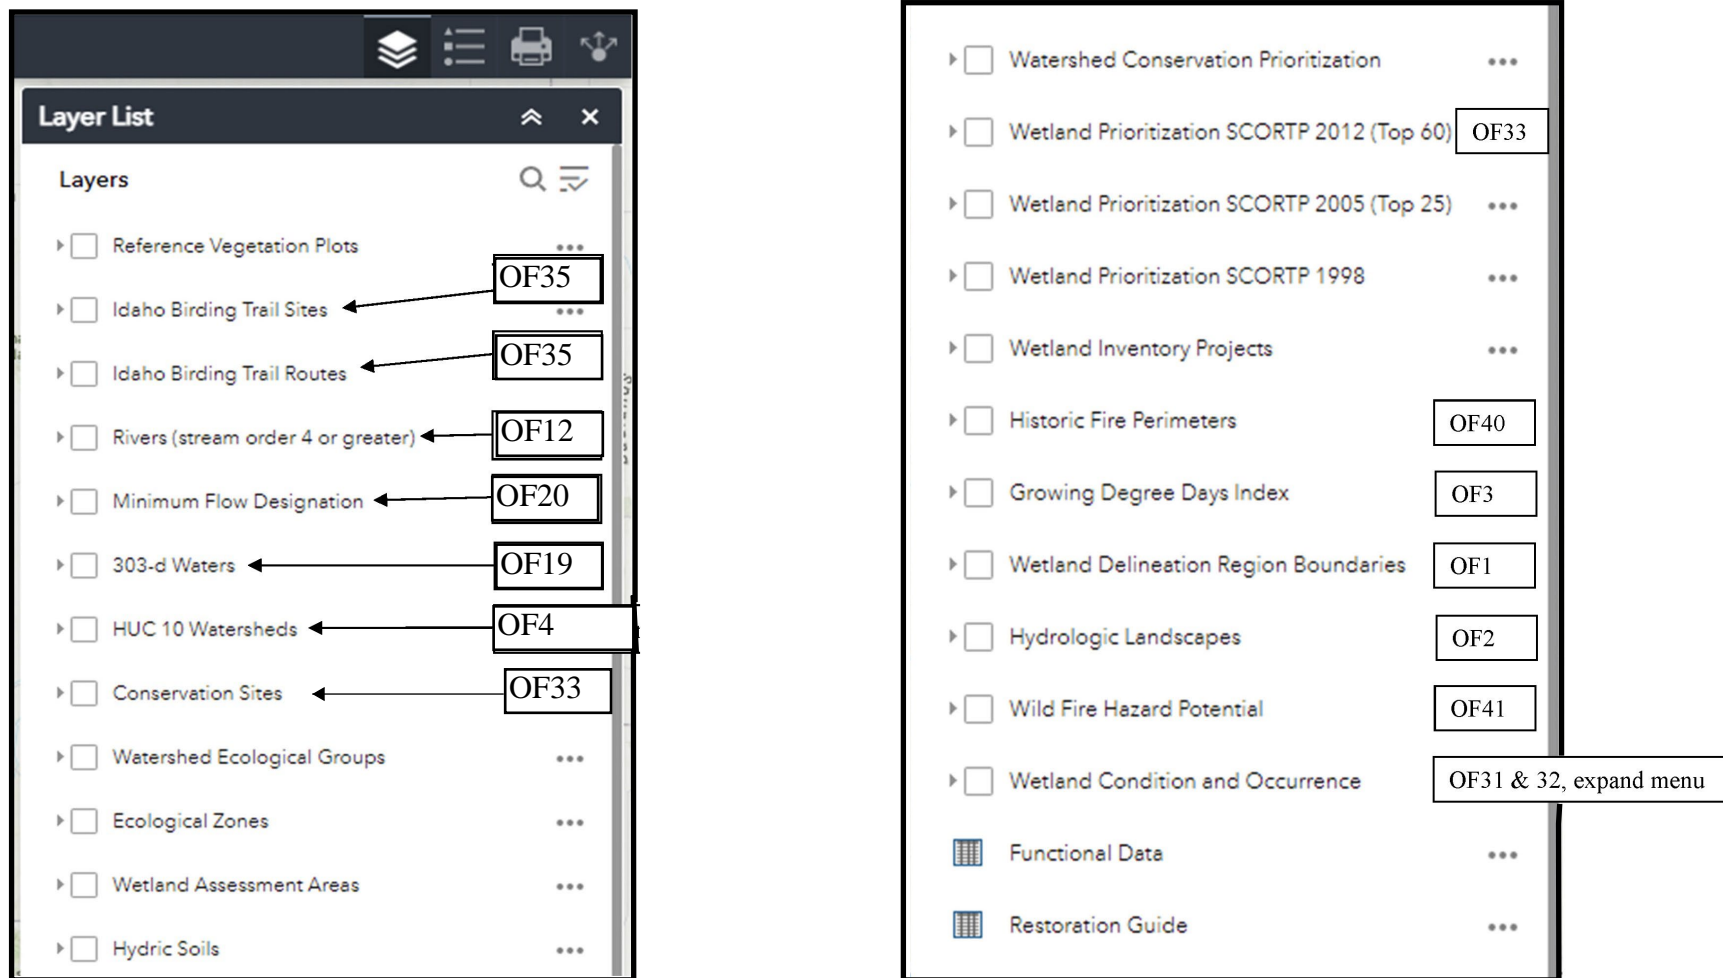 Layer List
Layers
Reference Vegetation Plots
OF35
Idaho Birding Trail Sites
OF35
Idaho Birding Trail Routes
Rivers (stream order 4 or greater) OF12
Minimum Flow Designation OF20
303-d Waters OF19
HUC 10 Watersheds OF4
Conservation Sites OF33
Watershed Ecological Groups
Ecological Zones
Wetland Assessment Areas
Hydric Soils
Watershed Conservation Prioritization
Wetland Prioritization SCORTP 2012 (Top 60) OF33
Wetland Prioritization SCORTP 2005 (Top 25)
Wetland Prioritization SCORTP 1998
Wetland Inventory Projects
Historic Fire Perimeters OF40
Growing Degree Days Index OF3
Wetland Delineation Region Boundaries OF1
Hydrologic Landscapes OF2
Wild Fire Hazard Potential OF41
Wetland Condition and Occurrence OF31 & 32, expand menu
Functional Data
Restoration Guide